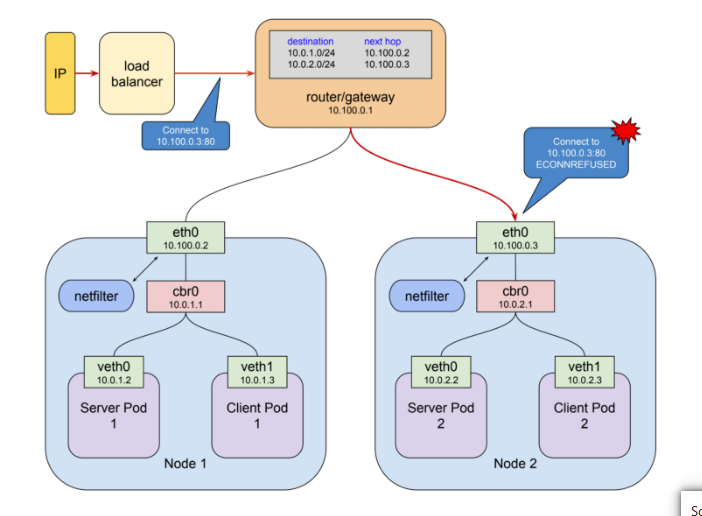 destination next hop
10.0.1.0/24 10.100.0.2
10.0.2.0/24 10.100.0.3
IP
load
balancer
router/gateway
10.100.0.1
Connect to
10.100.0.3:80
Connect to
10.100.0.3:80
ECONNREFUSED
eth0
10.100.0.2
netfilter
cbr0
10.0.1.1
veth0
10.0.1.2
veth1
10.0.1.3
Server Pod
1
Client Pod
1
Node 1
eth0
10.100.0.3
netfilter
cbr0
10.0.2.1
veth0
10.0.2.2
veth1
10.0.2.3
Server Pod
2
Client Pod
2
Node 2